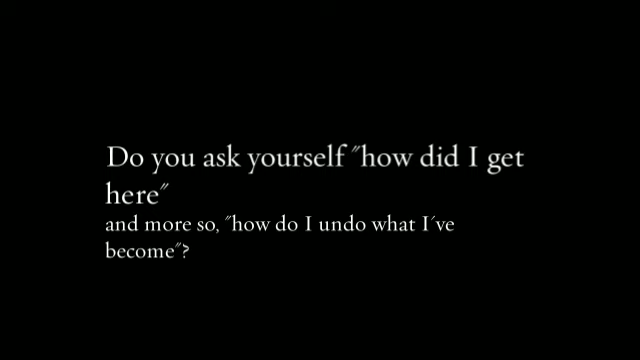 Do you ask yourself "how did I get
here"
and more so, "how do I undo what I've
become"?